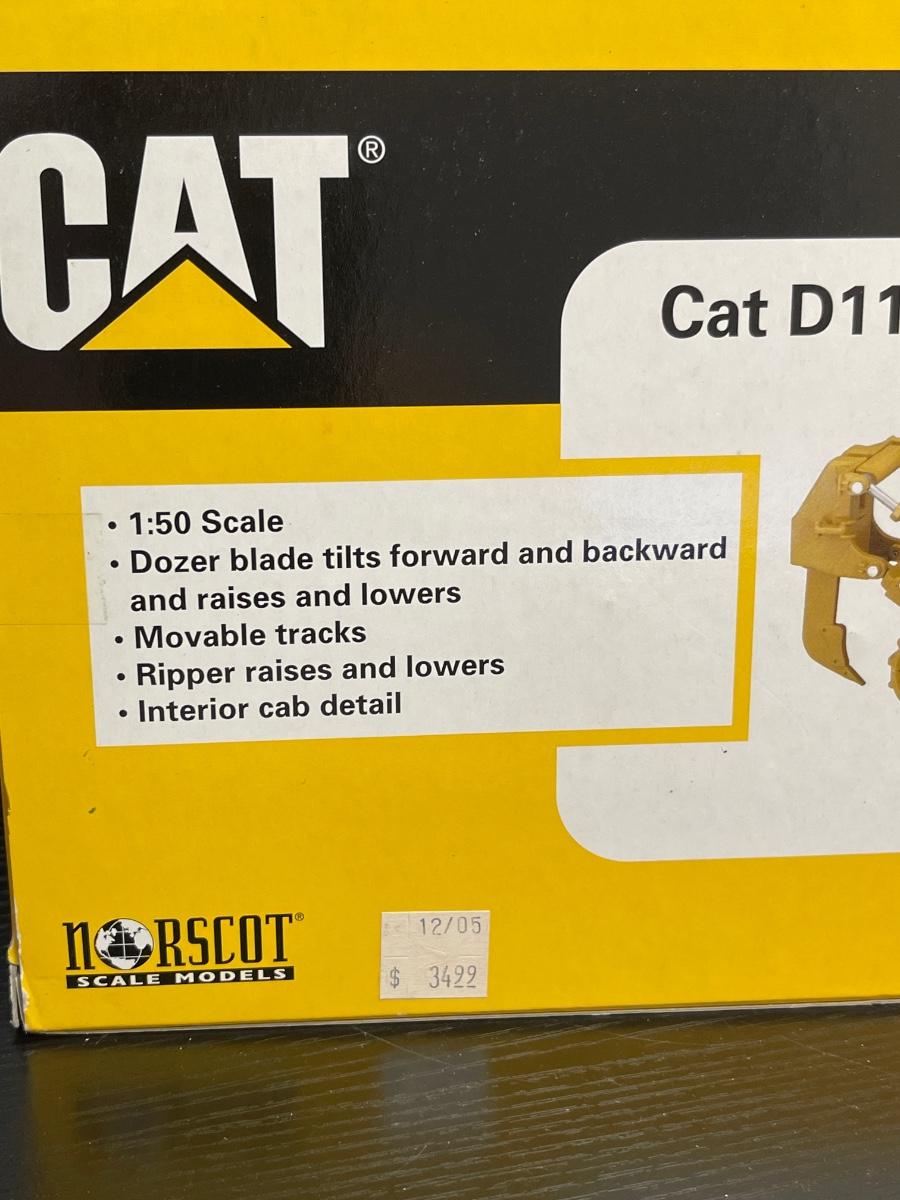 CAT®
Cat D11
• 1:50 Scale
• Dozer blade tilts forward and backward
and raises and lowers
• Movable tracks
• Ripper raises and lowers
• Interior cab detail
NORSCOT®
SCALE MODELS
12/05
$ 3499